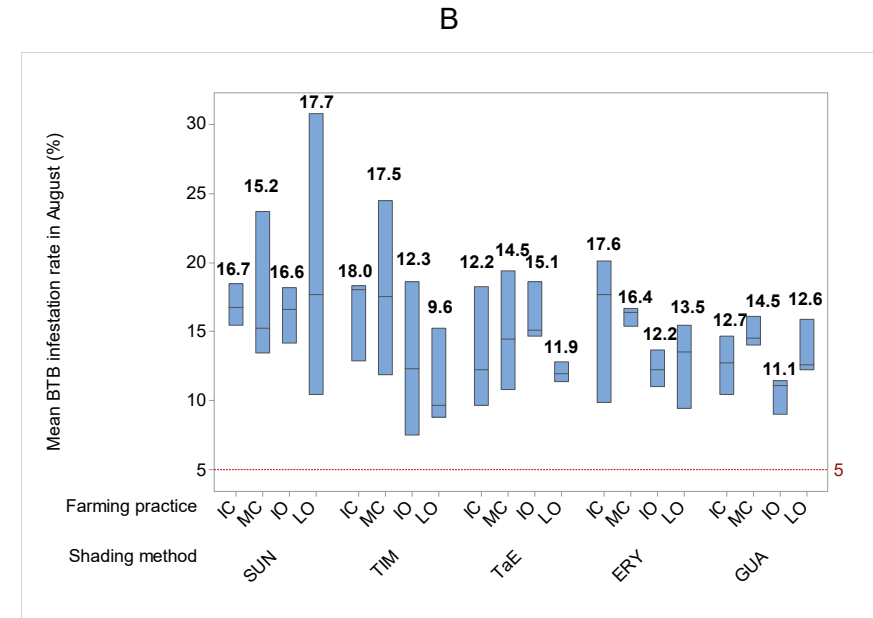 B
Mean BTB infestation rate in August (%)
30
25
20
15
10
5
16.7 15.2 16.6 17.7 18.0 17.5 12.3 9.6 12.2 14.5 15.1 11.9 17.6 16.4 12.2 13.5 12.7 14.5 11.1 12.6
5
Farming practice IC MC IO LO IC MC IO LO IC MC IO LO IC MC IO LO IC MC IO LO
Shading method SUN TIM TaE ERY GUA